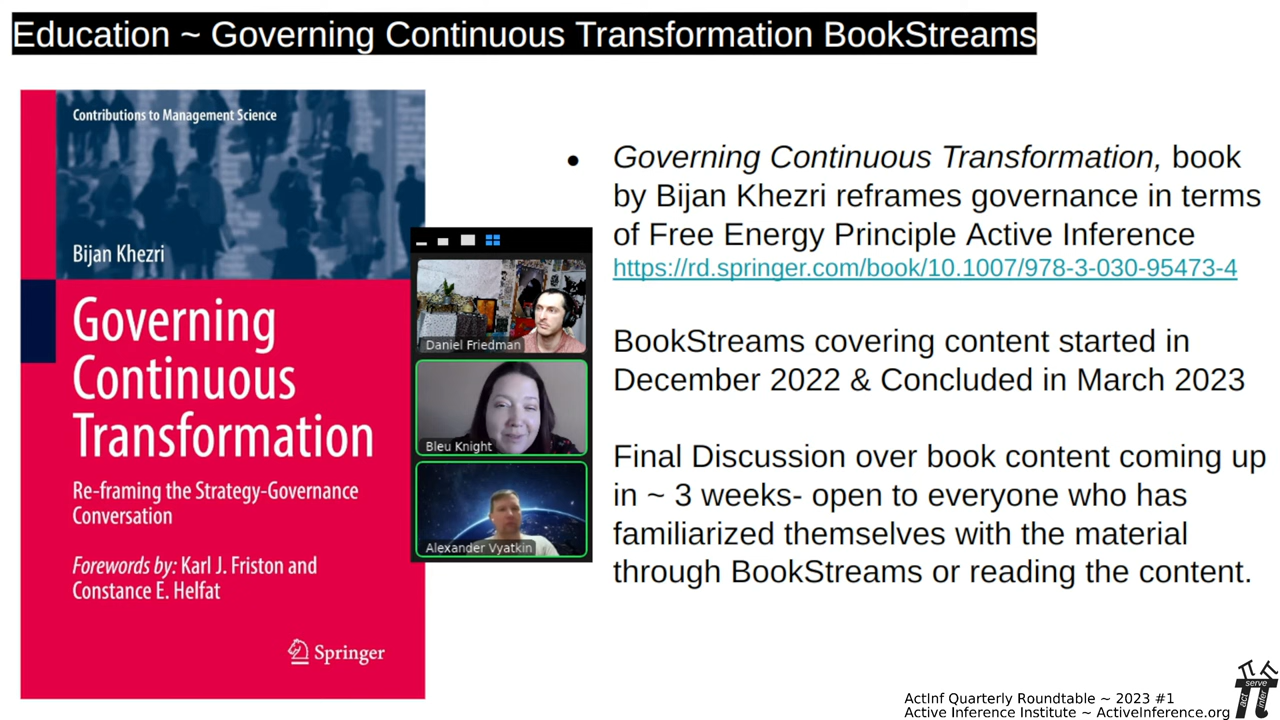 Education ~ Governing Continuous Transformation BookStreams
Contributions to Management Science
Bijan Khezri
Governing
Continuous
Transformation
Re-framing the Strategy-Governance
Conversation
Forewords by: Karl J. Friston and
Constance E. Helfat
Springer
Daniel Friedman
Bleu Knight
Alexander Vyatkin
● Governing Continuous Transformation, book
by Bijan Khezri reframes governance in terms
of Free Energy Principle Active Inference
https://rd.springer.com/book/10.1007/978-3-030-95473-4
BookStreams covering content started in
December 2022 & Concluded in March 2023
Final Discussion over book content coming up
in ~ 3 weeks- open to everyone who has
familiarized themselves with the material
through BookStreams or reading the content.
ActInf Quarterly Roundtable ~ 2023 #1
Active Inference Institute ~ ActiveInference.org
serve
act
infer